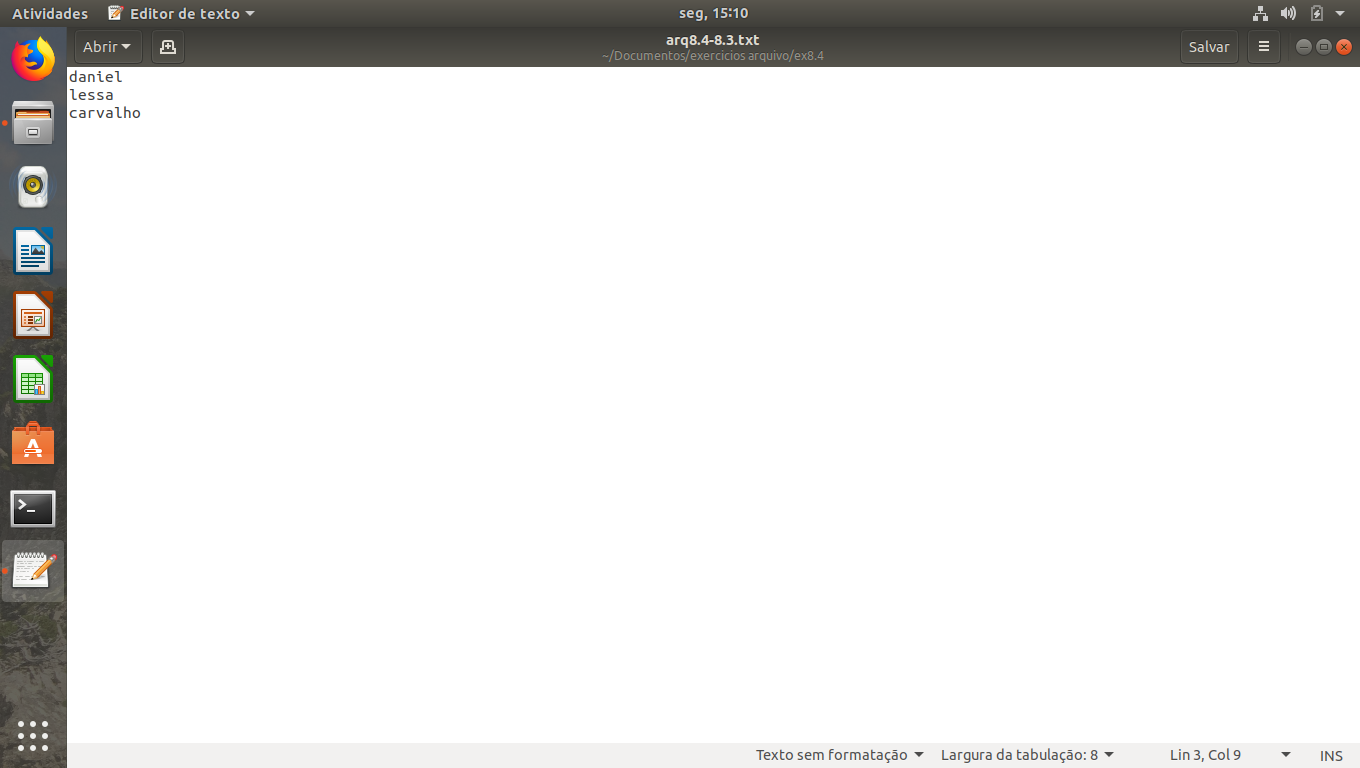 Atividades Editor de texto seg, 15:10
Abrir arq8.4-8.3.txt Salvar
~/Documentos/exercicios arquivo/ex8.4
daniel
lessa
carvalho
Texto sem formatação Largura da tabulação: 8 Lin 3, Col 9 INS